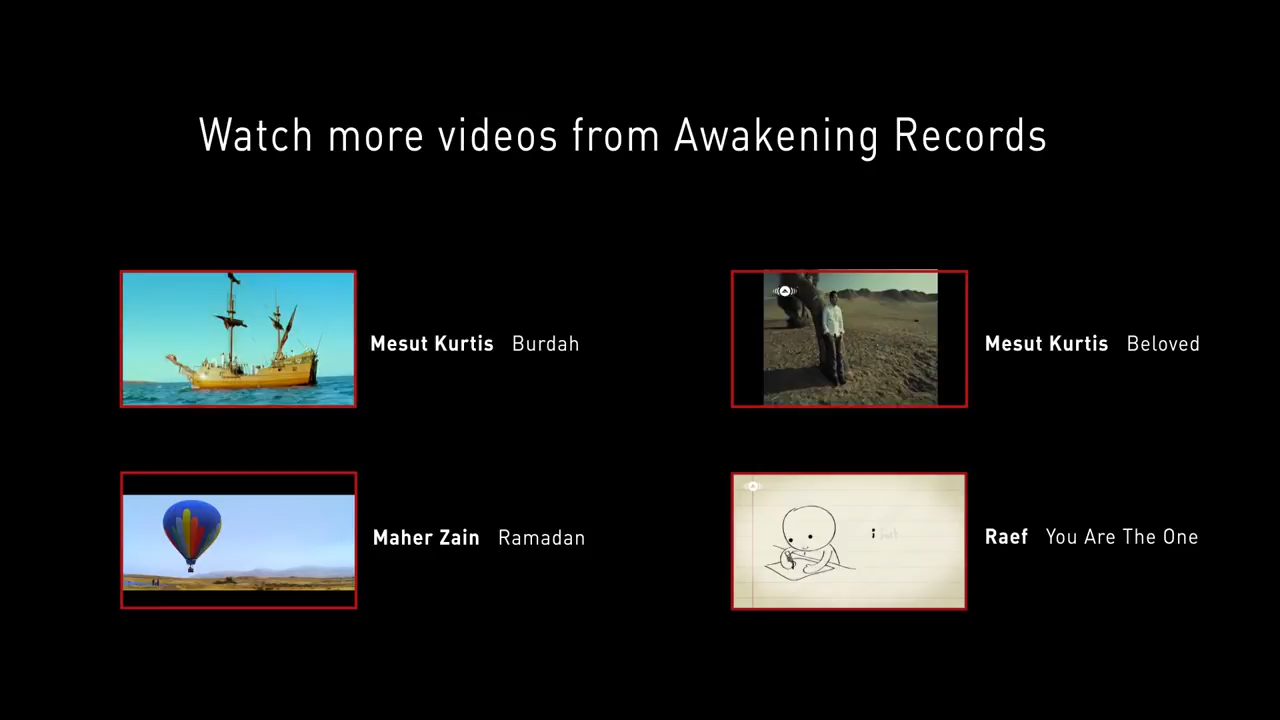 Watch more videos from Awakening Records
Mesut Kurtis Burdah
Mesut Kurtis Beloved
Maher Zain Ramadan
i just
Raef You Are The One